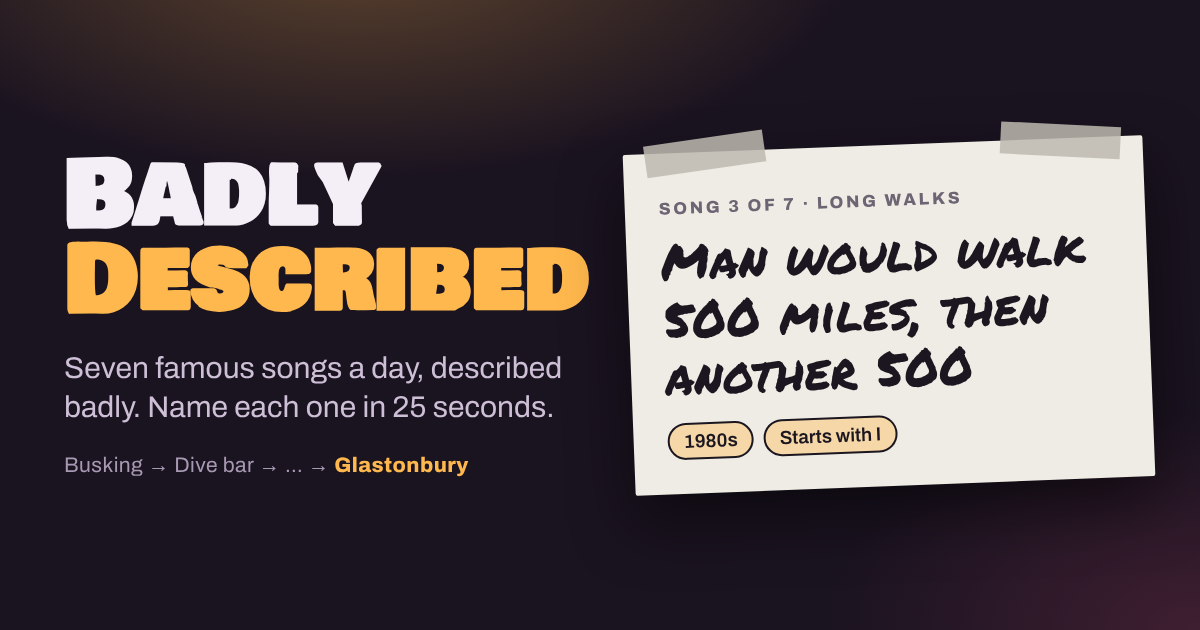 Badly
Described
Seven famous songs a day, described
badly. Name each one in 25 seconds.
Busking → Dive bar → ... → Glastonbury
SONG 3 OF 7 · LONG WALKS
Man would walk
500 miles, then
another 500
1980s
Starts with I